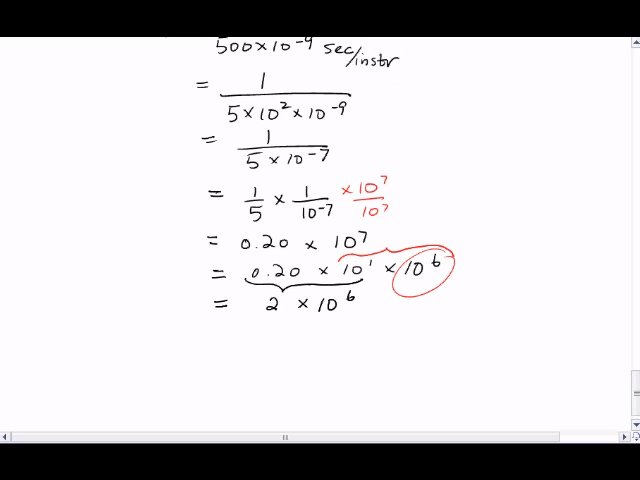 500 × 10⁻⁹ sec/instr
= 1 / 5 × 10² × 10⁻⁹
= 1 / 5 × 10⁻⁷
= 1/5 × 1/10⁻⁷ × 10⁷/10⁷
= 0.20 × 10⁷
= 0.20 × 10¹ × 10⁶
= 2 × 10⁶